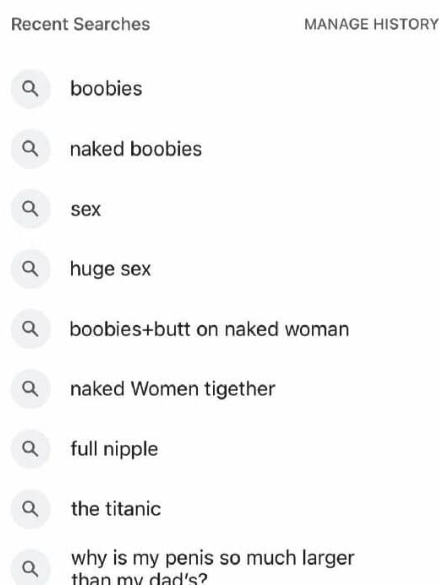 Recent Searches MANAGE HISTORY
boobies
naked boobies
sex
huge sex
boobies+butt on naked woman
naked Women tigether
full nipple
the titanic
why is my penis so much larger
than my dad's?